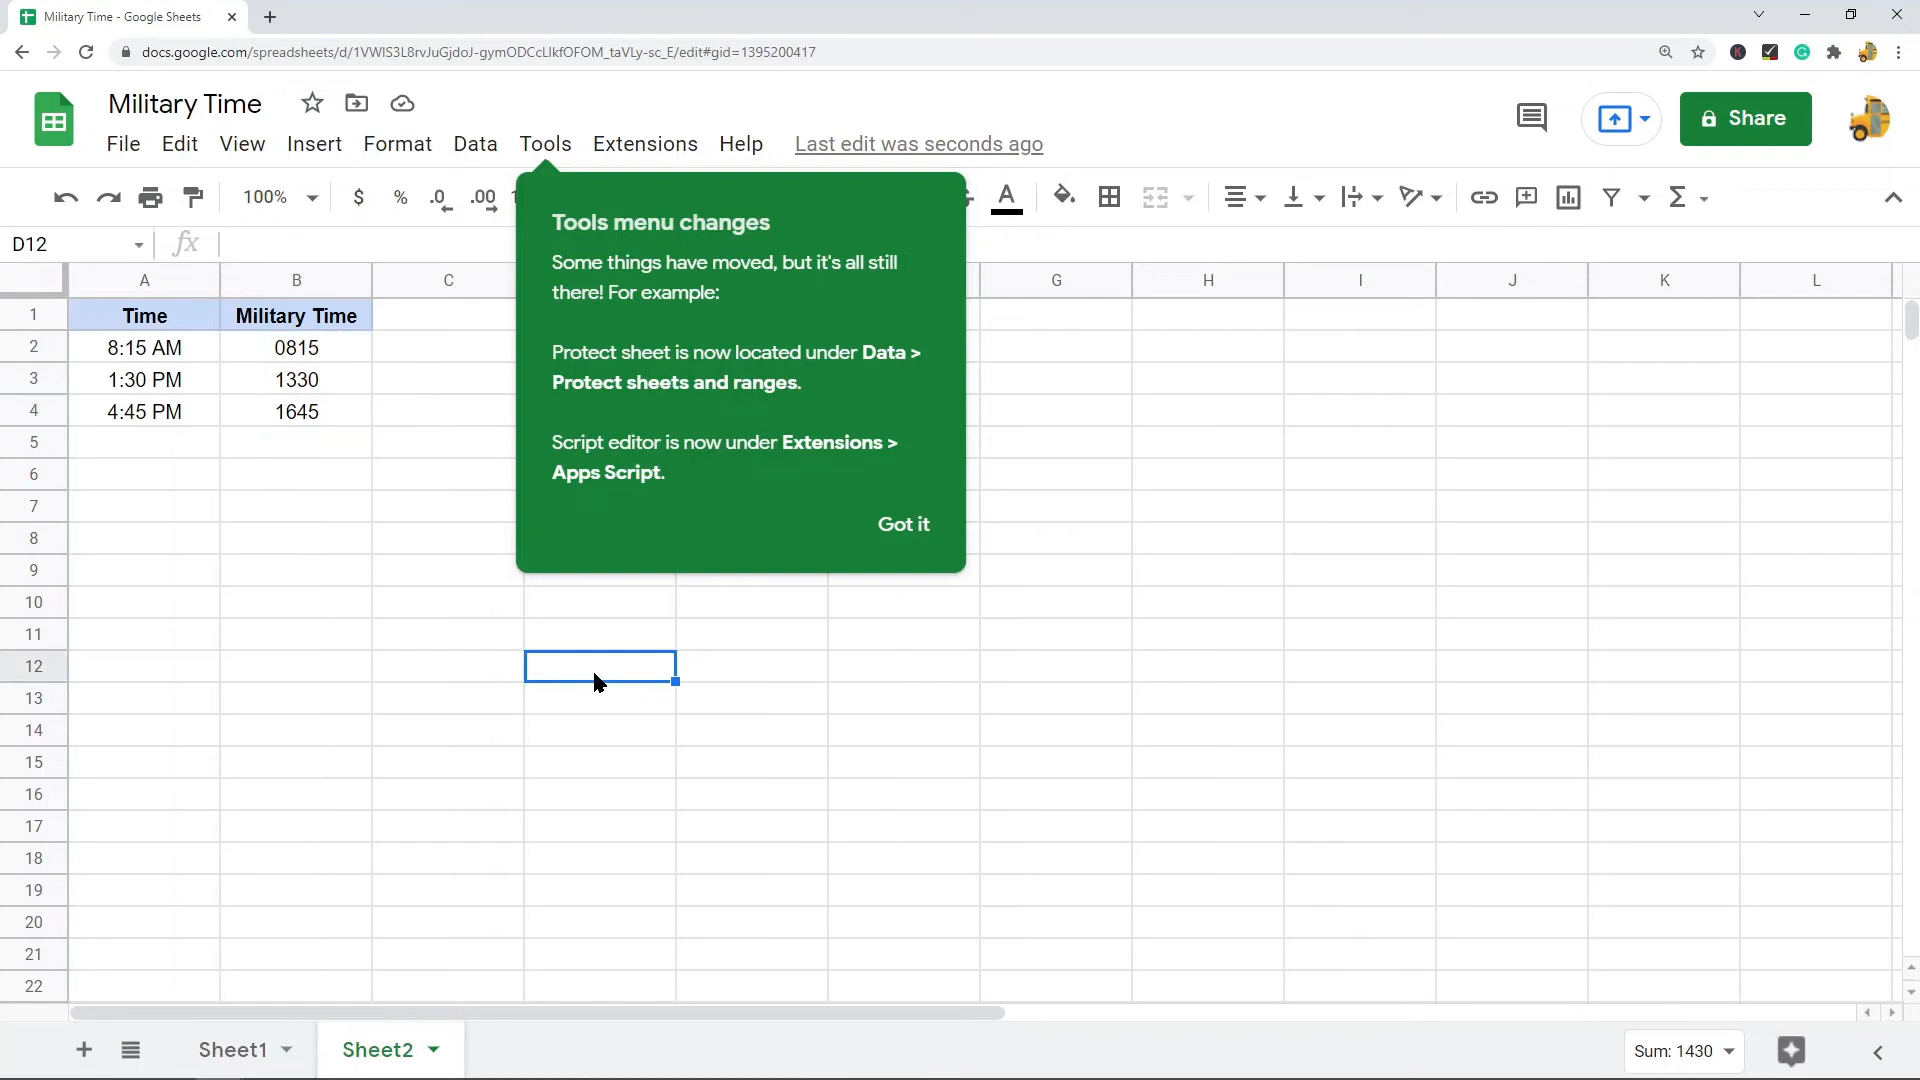 Military Time - Google Sheets
docs.google.com/spreadsheets/d/1VWIS3L8rvJuGjdoJ-gymODCcLlkfOFOM_taVLy-sc_E/edit#gid=1395200417
Military Time
Share
File Edit View Insert Format Data Tools Extensions Help Last edit was seconds ago
100% $ % .0 .00 1 A
D12 fx
Tools menu changes
Some things have moved, but it's all still
there! For example:
Protect sheet is now located under Data >
Protect sheets and ranges.
Script editor is now under Extensions >
Apps Script.
Got it
A B C G H I J K L
1 Time Military Time
2 8:15 AM 0815
3 1:30 PM 1330
4 4:45 PM 1645
5
6
7
8
9
10
11
12
13
14
15
16
17
18
19
20
21
22
Sheet1 Sheet2 Sum: 1430